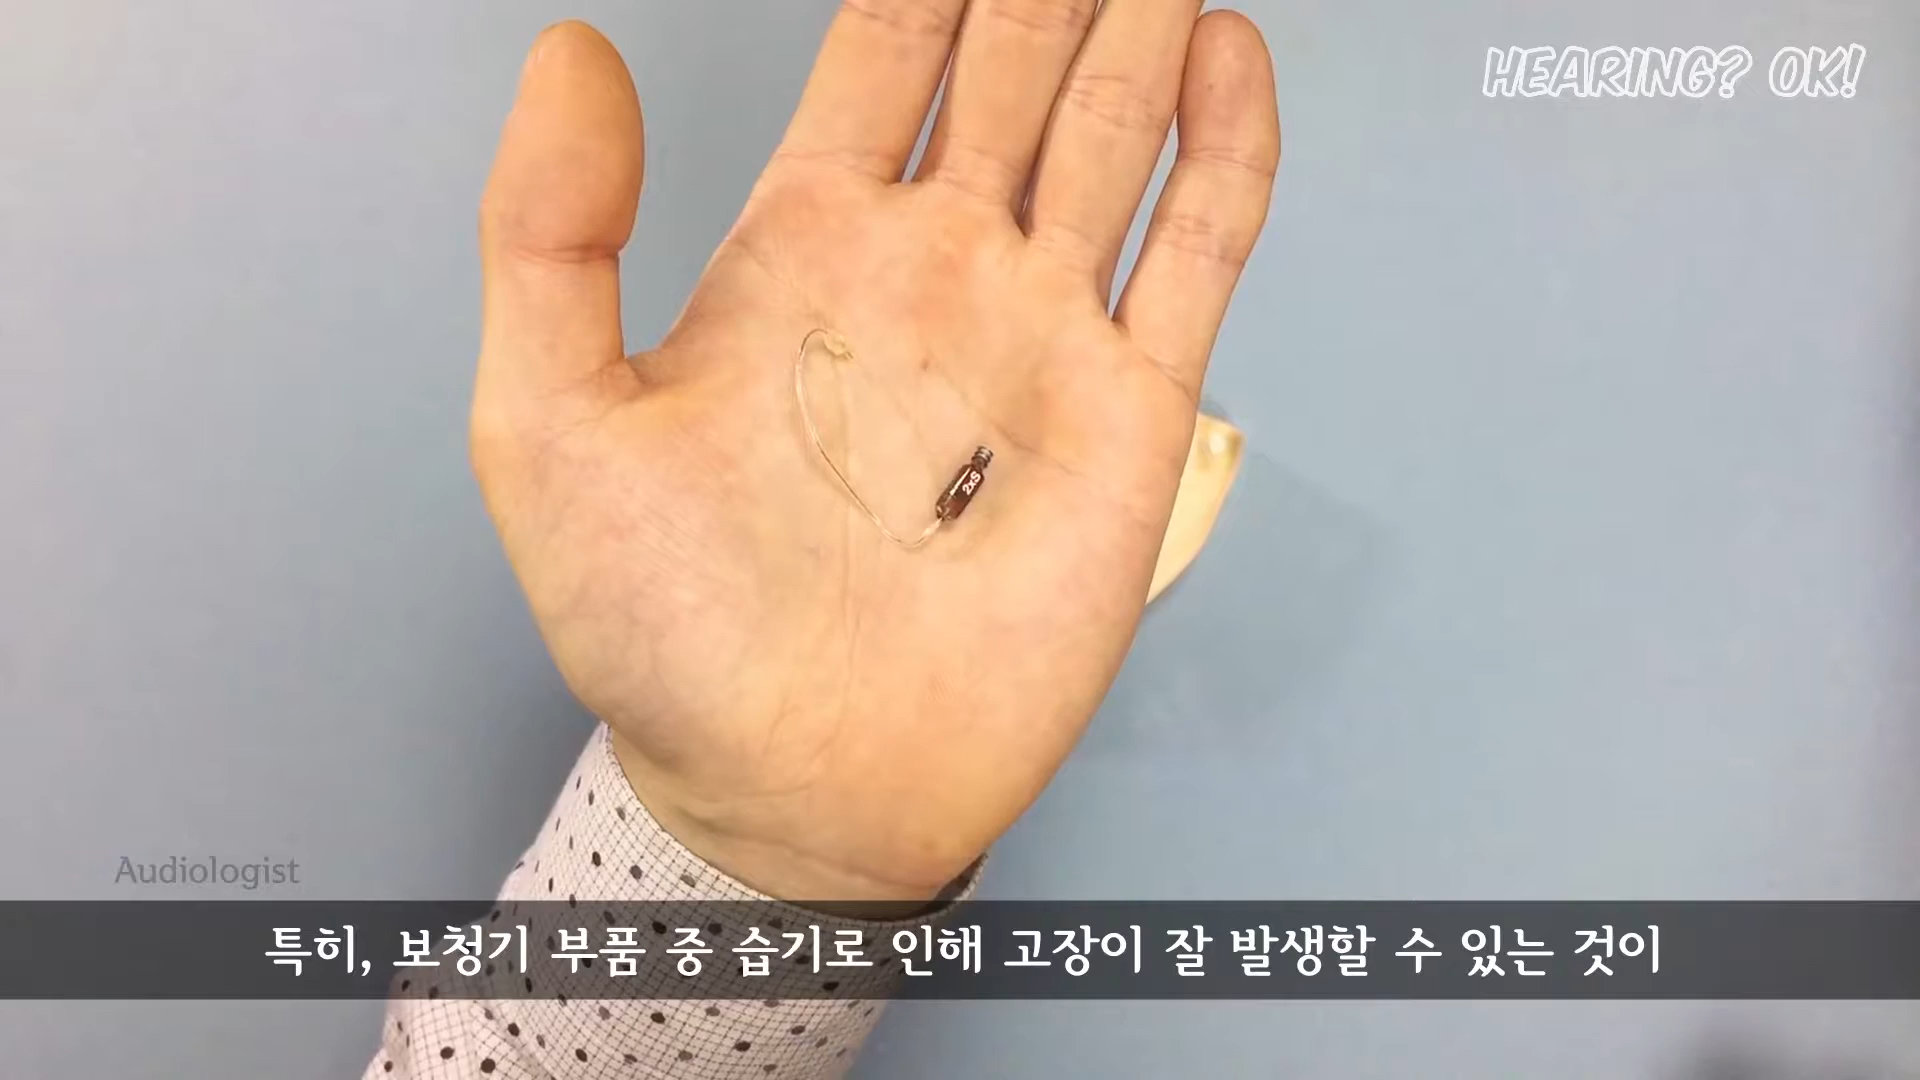 HEARING? OK!
2xS
Audiologist
특히, 보청기 부품 중 습기로 인해 고장이 잘 발생할 수 있는 것이